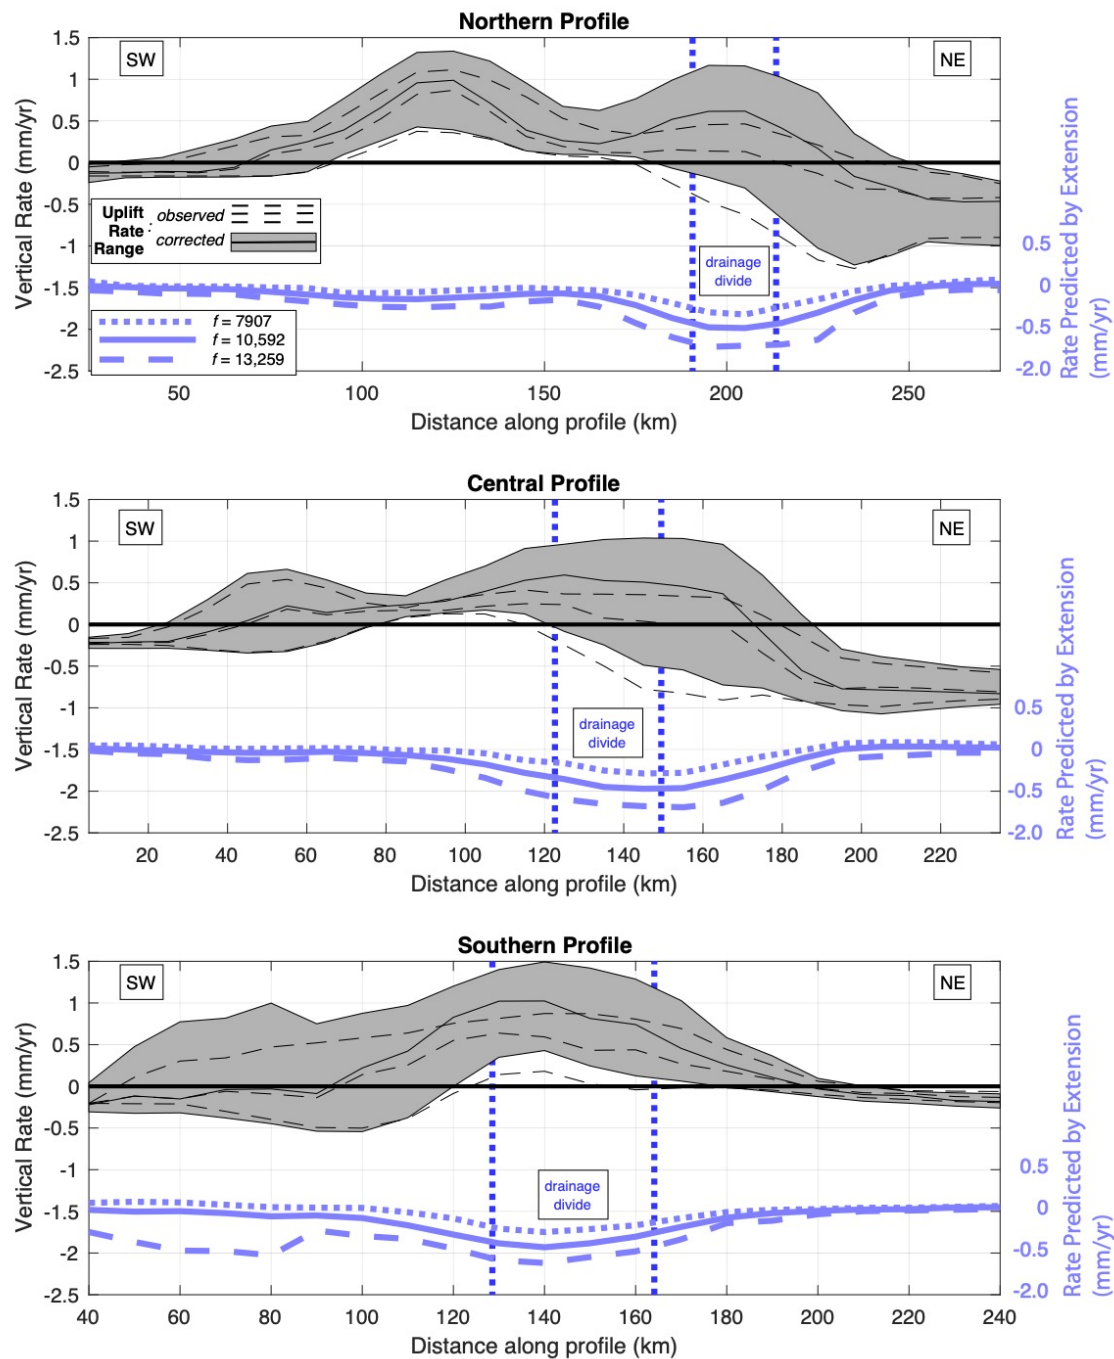 Northern Profile
SW
NE
1.5
1
0.5
0
-0.5
-1
-1.5
-2
-2.5
Vertical Rate (mm/yr)
Uplift Rate Range : observed
corrected
drainage divide
f = 7907
f = 10,592
f = 13,259
0.5
0
-0.5
-2.0
Rate Predicted by Extension (mm/yr)
50 100 150 200 250
Distance along profile (km)
Central Profile
SW
NE
1.5
1
0.5
0
-0.5
-1
-1.5
-2
-2.5
Vertical Rate (mm/yr)
drainage divide
0.5
0
-0.5
-2.0
Rate Predicted by Extension (mm/yr)
20 40 60 80 100 120 140 160 180 200 220
Distance along profile (km)
Southern Profile
SW
NE
1.5
1
0.5
0
-0.5
-1
-1.5
-2
-2.5
Vertical Rate (mm/yr)
drainage divide
0.5
0
-0.5
-2.0
Rate Predicted by Extension (mm/yr)
40 60 80 100 120 140 160 180 200 220 240
Distance along profile (km)